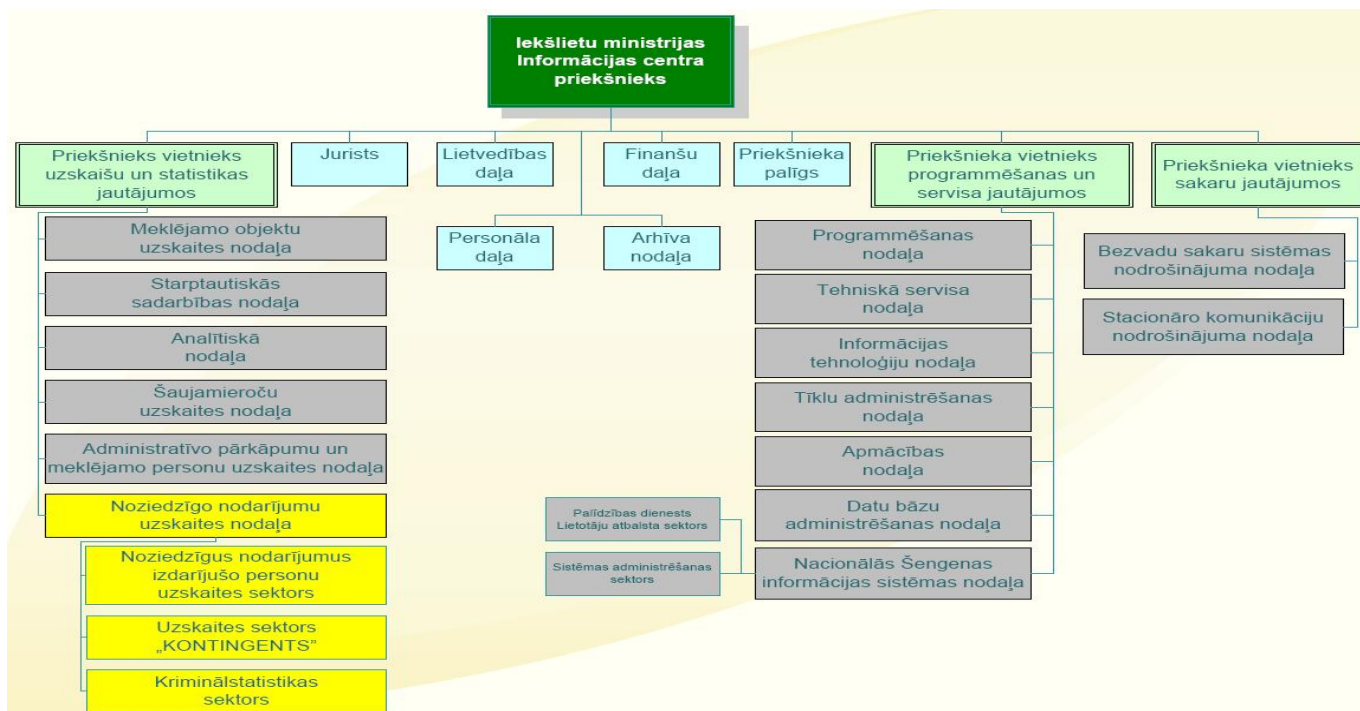 Iekšlietu ministrijas
Informācijas centra
priekšnieks
Priekšnieks vietnieks
uzskaišu un statistikas
jautājumos
Jurists
Lietvedības
daļa
Finanšu
daļa
Priekšnieka
palīgs
Priekšnieka vietnieks
programmēšanas un
servisa jautājumos
Priekšnieka vietnieks
sakaru jautājumos
Personāla
daļa
Arhīva
nodaļa
Meklējamo objektu
uzskaites nodaļa
Starptautiskās
sadarbības nodaļa
Analītiskā
nodaļa
Šaujamieroču
uzskaites nodaļa
Administratīvo pārkāpumu un
meklējamo personu uzskaites nodaļa
Noziedzīgo nodarījumu
uzskaites nodaļa
Noziedzīgus nodarījumus
izdarījušo personu
uzskaites sektors
Uzskaites sektors
„KONTINGENTS”
Kriminālstatistikas
sektors
Programmēšanas
nodaļa
Tehniskā servisa
nodaļa
Informācijas
tehnoloģiju nodaļa
Tīklu administrēšanas
nodaļa
Apmācības
nodaļa
Datu bāzu
administrēšanas nodaļa
Nacionālās Šengenas
informācijas sistēmas nodaļa
Palīdzības dienests
Lietotāju atbalsta sektors
Sistēmas administrēšanas
sektors
Bezvadu sakaru sistēmas
nodrošinājuma nodaļa
Stacionāro komunikāciju
nodrošinājuma nodaļa